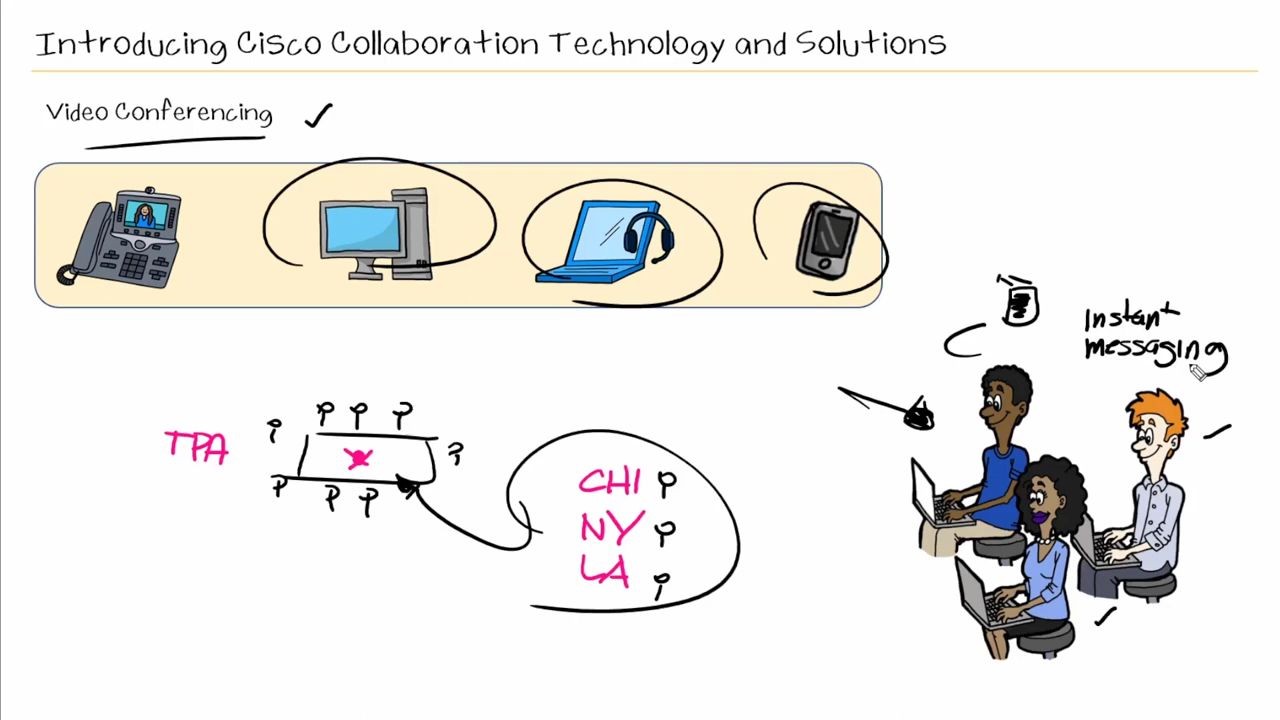 Introducing Cisco Collaboration Technology and Solutions
Video Conferencing
Instant
messaging
TPA
CHI
NY
LA